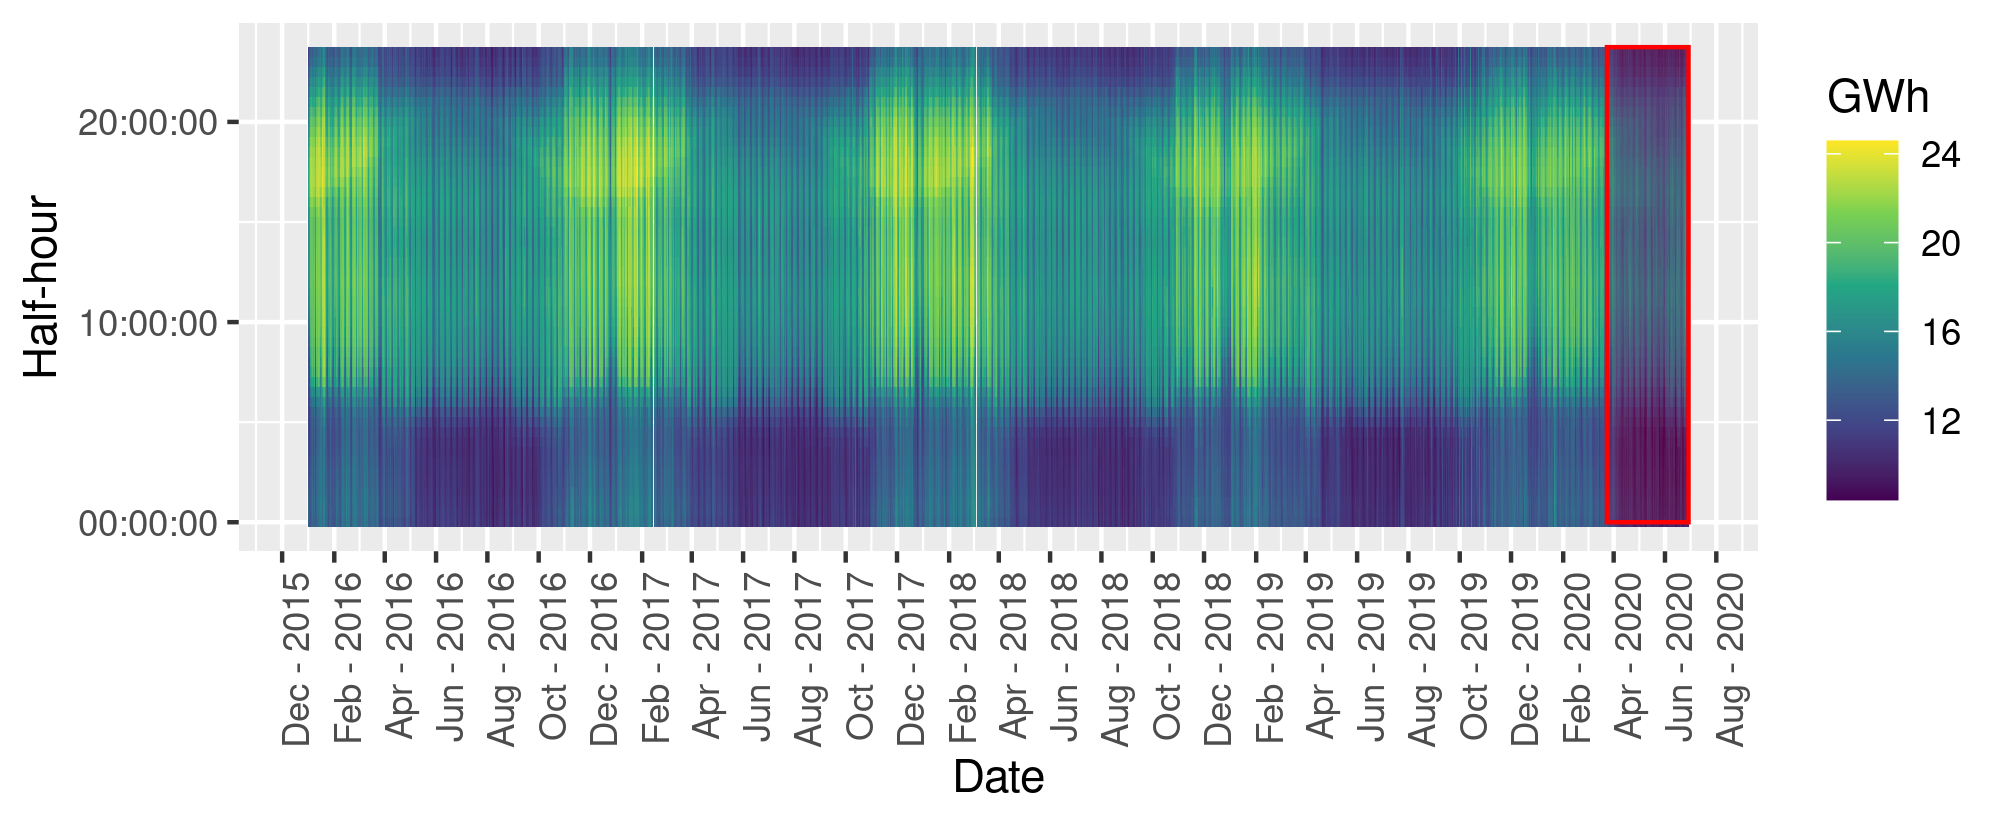 GWh
24
20
16
12
Half-hour
20:00:00
10:00:00
00:00:00
Dec - 2015
Feb - 2016
Apr - 2016
Jun - 2016
Aug - 2016
Oct - 2016
Dec - 2016
Feb - 2017
Apr - 2017
Jun - 2017
Aug - 2017
Oct - 2017
Dec - 2017
Feb - 2018
Apr - 2018
Jun - 2018
Aug - 2018
Oct - 2018
Dec - 2018
Feb - 2019
Apr - 2019
Jun - 2019
Aug - 2019
Oct - 2019
Dec - 2019
Feb - 2020
Apr - 2020
Jun - 2020
Aug - 2020
Date